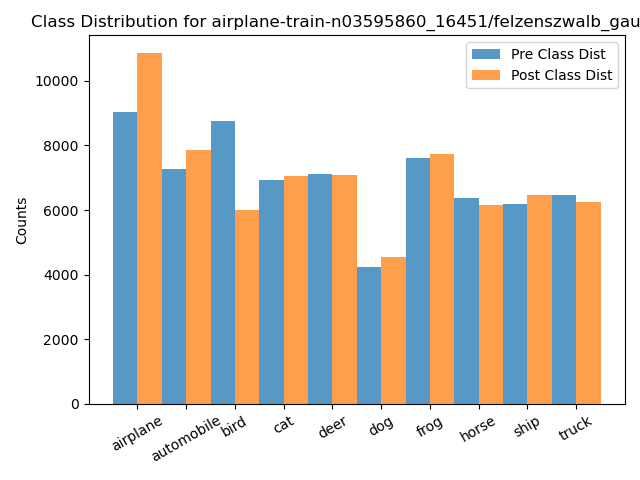 Class Distribution for airplane-train-n03595860_16451/felzenszwalb_gau
Pre Class Dist
Post Class Dist
Counts
10000
8000
6000
4000
2000
0
airplane
automobile
bird
cat
deer
dog
frog
horse
ship
truck